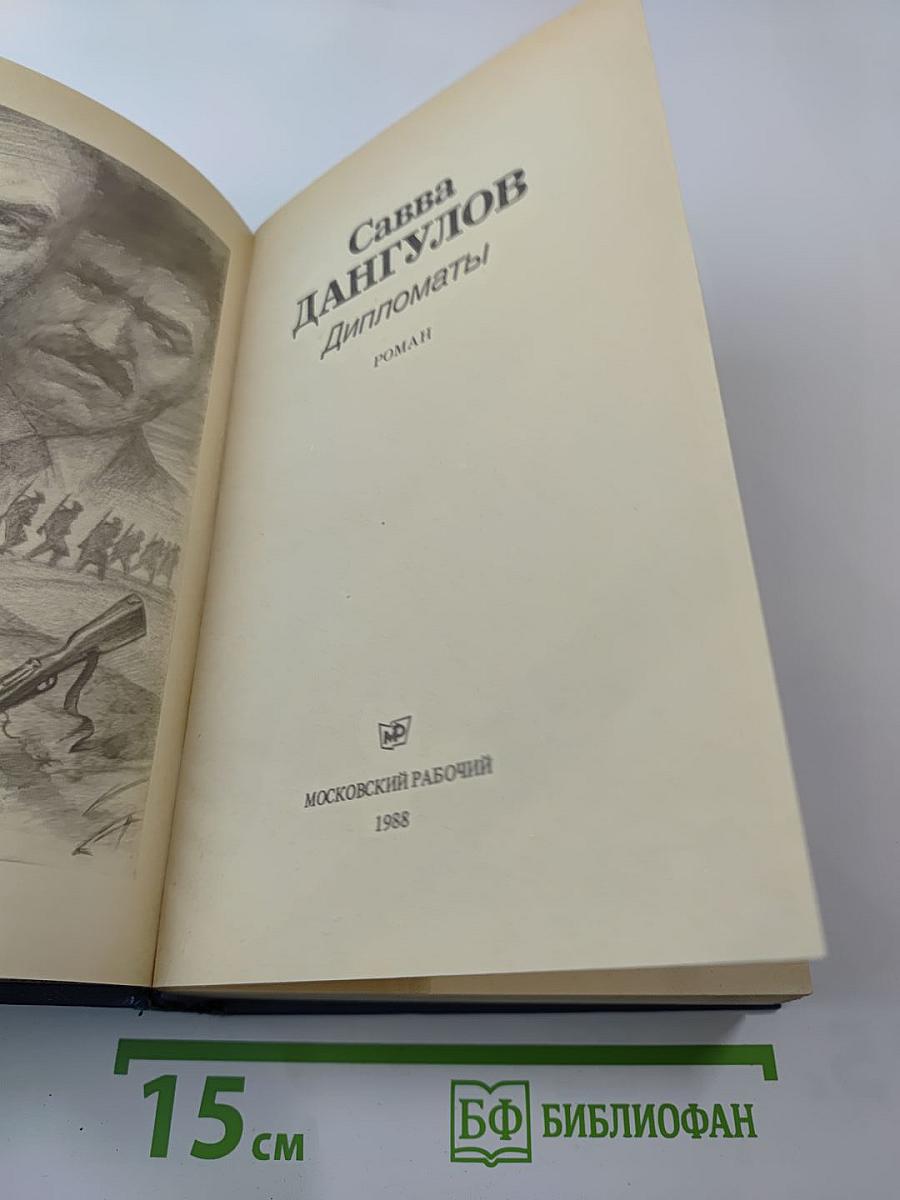 Савва
ДАНГУЛОВ
Дипломаты
РОМАН
МР
МОСКОВСКИЙ РАБОЧИЙ
1988
15 см
БФ БИБЛИОФАН